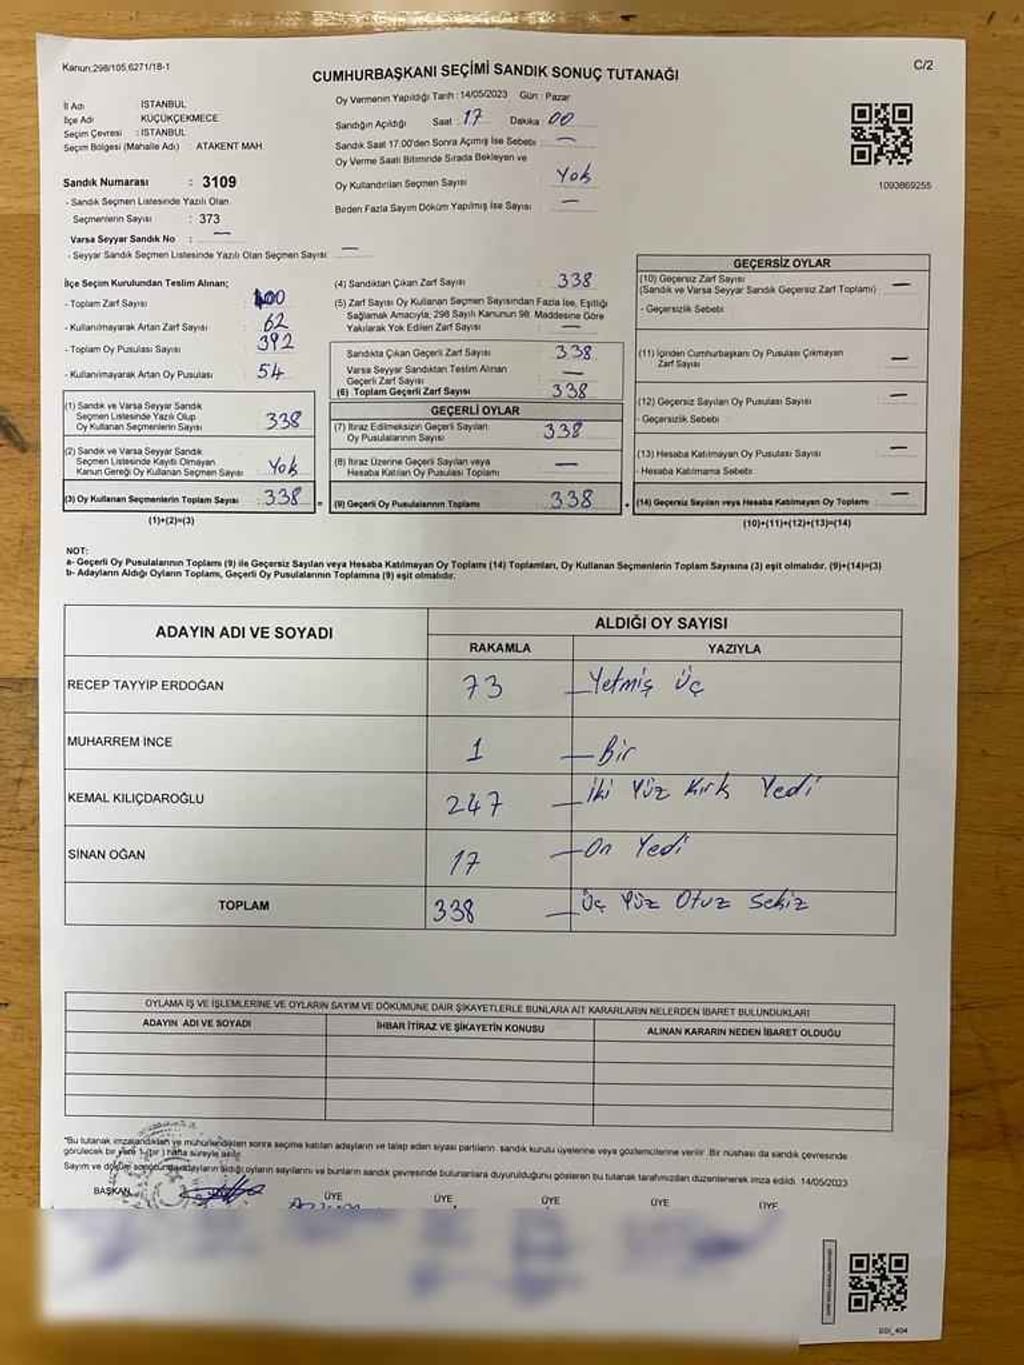 Kanun:298/105,6271/18-1
C/2
CUMHURBAŞKANI SEÇİMİ SANDIK SONUÇ TUTANAĞI
İl Adı İSTANBUL
İlçe Adı KÜÇÜKÇEKMECE
Seçim Çevresi : İSTANBUL
Seçim Bölgesi (Mahalle Adı) ATAKENT MAH.
Sandık Numarası : 3109
- Sandık Seçmen Listesinde Yazılı Olan
Seçmenlerin Sayısı : 373
Varsa Seyyar Sandık No : —
- Seyyar Sandık Seçmen Listesinde Yazılı Olan Seçmen Sayısı: —
Oy Vermenin Yapıldığı Tarih : 14/05/2023 Gün : Pazar
Sandığın Açıldığı Saat : 17 Dakika : 00
Sandık Saat 17.00'den Sonra Açılmış İse Sebebi : —
Oy Verme Saati Bitiminde Sırada Bekleyen ve
Oy Kullandırılan Seçmen Sayısı Yok
Birden Fazla Sayım Döküm Yapılmış İse Sayısı —
1093869255
İlçe Seçim Kurulundan Teslim Alınan;
- Toplam Zarf Sayısı 400
- Kullanılmayarak Artan Zarf Sayısı : 62
- Toplam Oy Pusulası Sayısı 392
- Kullanılmayarak Artan Oy Pusulası 54
(1) Sandık ve Varsa Seyyar Sandık
Seçmen Listesinde Yazılı Olup
Oy Kullanan Seçmenlerin Sayısı 338
(2) Sandık ve Varsa Seyyar Sandık
Seçmen Listesinde Kayıtlı Olmayan
Kanun Gereği Oy Kullanan Seçmen Sayısı Yok
(3) Oy Kullanan Seçmenlerin Toplam Sayısı : 338
(1)+(2)=(3)
(4) Sandıktan Çıkan Zarf Sayısı 338
(5) Zarf Sayısı Oy Kullanan Seçmen Sayısından Fazla İse, Eşitliği
Sağlamak Amacıyla, 298 Sayılı Kanunun 98. Maddesine Göre
Yakılarak Yok Edilen Zarf Sayısı : —
Sandıkta Çıkan Geçerli Zarf Sayısı 338
Varsa Seyyar Sandıktan Teslim Alınan
Geçerli Zarf Sayısı —
(6) Toplam Geçerli Zarf Sayısı 338
GEÇERLİ OYLAR
(7) İtiraz Edilmeksizin Geçerli Sayılan
Oy Pusulalarının Sayısı 338
(8) İtiraz Üzerine Geçerli Sayılan veya
Hesaba Katılan Oy Pusulası Toplamı —
= (9) Geçerli Oy Pusulalarının Toplamı 338
GEÇERSİZ OYLAR
(10) Geçersiz Zarf Sayısı
(Sandık ve Varsa Seyyar Sandık Geçersiz Zarf Toplamı) : —
- Geçersizlik Sebebi :
(11) İçinden Cumhurbaşkanı Oy Pusulası Çıkmayan
Zarf Sayısı —
(12) Geçersiz Sayılan Oy Pusulası Sayısı —
- Geçersizlik Sebebi :
(13) Hesaba Katılmayan Oy Pusulası Sayısı —
- Hesaba Katılmama Sebebi :
+ (14) Geçersiz Sayılan veya Hesaba Katılmayan Oy Toplamı —
(10)+(11)+(12)+(13)=(14)
NOT:
a- Geçerli Oy Pusulalarının Toplamı (9) ile Geçersiz Sayılan veya Hesaba Katılmayan Oy Toplamı (14) Toplamları, Oy Kullanan Seçmenlerin Toplam Sayısına (3) eşit olmalıdır. (9)+(14)=(3)
b- Adayların Aldığı Oyların Toplamı, Geçerli Oy Pusulalarının Toplamına (9) eşit olmalıdır.
ADAYIN ADI VE SOYADI ALDIĞI OY SAYISI
RAKAMLA YAZIYLA
RECEP TAYYİP ERDOĞAN 73 — Yetmiş Üç
MUHARREM İNCE 1 — Bir
KEMAL KILIÇDAROĞLU 247 — İki Yüz Kırk Yedi
SİNAN OĞAN 17 — On Yedi
TOPLAM 338 — Üç Yüz Otuz Sekiz
OYLAMA İŞ VE İŞLEMLERİNE VE OYLARIN SAYIM VE DÖKÜMÜNE DAİR ŞİKAYETLERLE BUNLARA AİT KARARLARIN NELERDEN İBARET BULUNDUKLARI
ADAYIN ADI VE SOYADI İHBAR İTİRAZ VE ŞİKAYETİN KONUSU ALINAN KARARIN NEDEN İBARET OLDUĞU
*Bu tutanak imzalandıktan ve mühürlendikten sonra seçime katılan adayların ve talep eden siyasi partilerin, sandık kurulu üyelerine veya gözlemcilerine verilir. Bir nüshası da sandık çevresinde
görülecek bir yere 1 (bir) hafta süreyle asılır.
Sayım ve döküm sonucunda adayların aldığı oyların sayılarını ve bunların sandık çevresinde bulunanlara duyurulduğunu gösteren bu tutanak tarafımızdan düzenlenerek imza edildi. 14/05/2023
BAŞKAN ÜYE ÜYE ÜYE ÜYE ÜYE